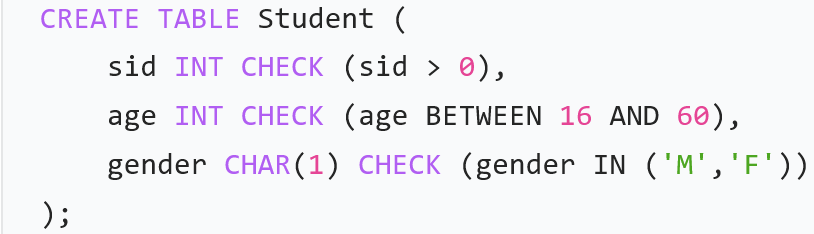 CREATE TABLE Student (
    sid INT CHECK (sid > 0),
    age INT CHECK (age BETWEEN 16 AND 60),
    gender CHAR(1) CHECK (gender IN ('M','F'))
);